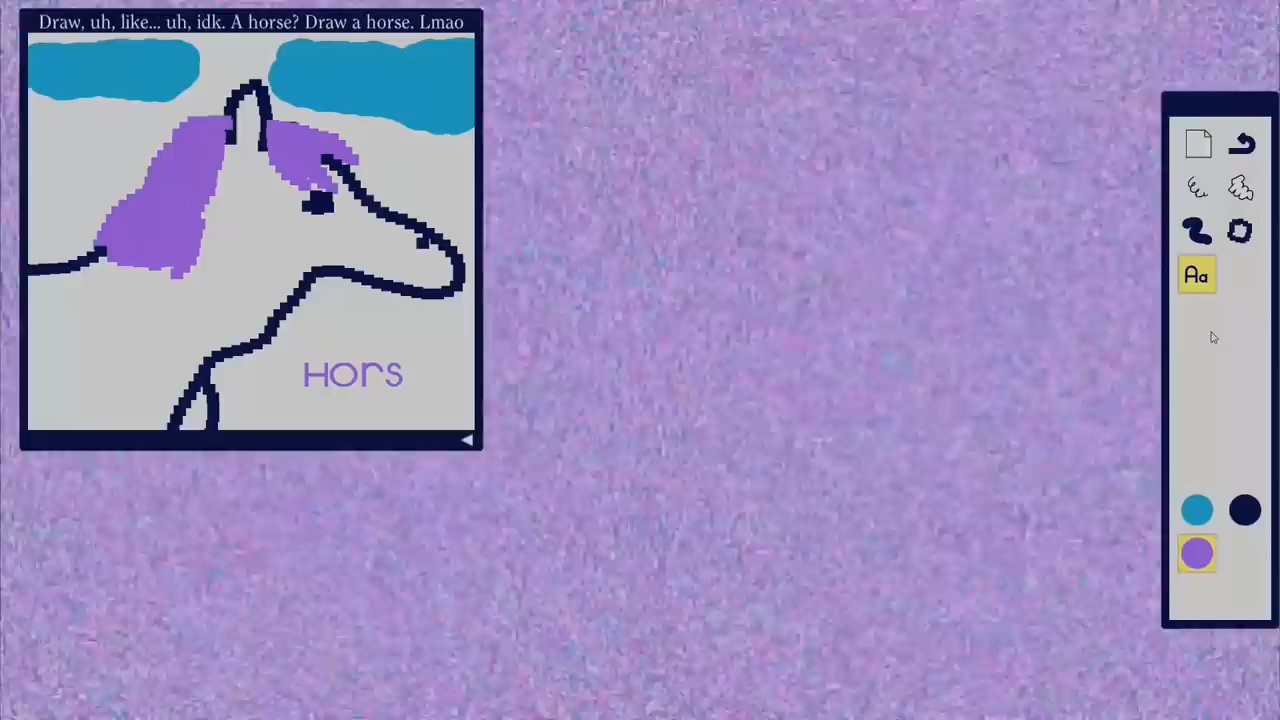 Draw, uh, like... uh, idk. A horse? Draw a horse. Lmao
Hors
Aa